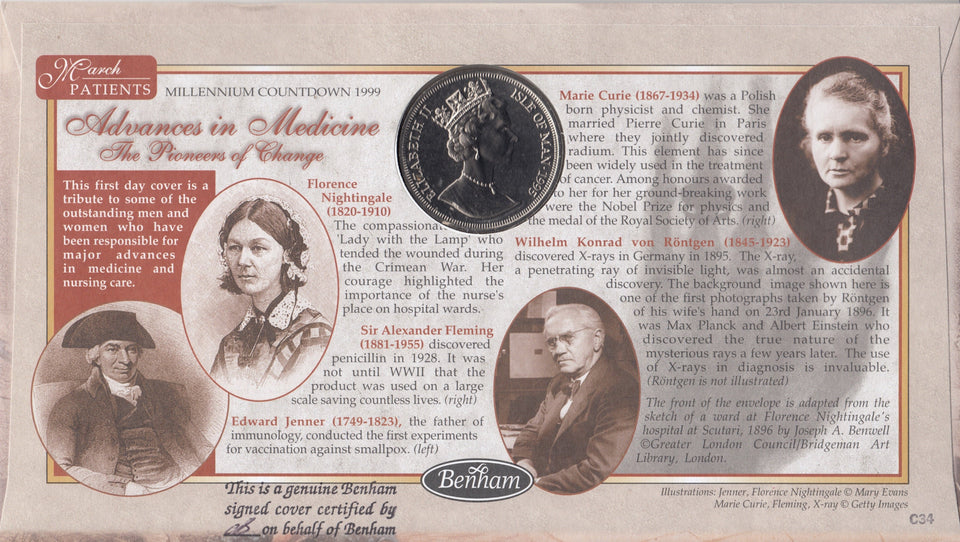 March
PATIENTS
MILLENNIUM COUNTDOWN 1999
Advances in Medicine
The Pioneers of Change
This first day cover is a
tribute to some of the
outstanding men and
women who have
been responsible for
major advances
in medicine and
nursing care.
Florence
Nightingale
(1820-1910)
The compassionat
'Lady with the Lamp' who
tended the wounded during
the Crimean War. Her
courage highlighted the
importance of the nurse's
place on hospital wards.
Sir Alexander Fleming
(1881-1955) discovered
penicillin in 1928. It was
not until WWII that the
product was used on a large
scale saving countless lives. (right)
Edward Jenner (1749-1823), the father of
immunology, conducted the first experiments
for vaccination against smallpox. (left)
ELIZABETH II
ISLE OF MAN 1995
Marie Curie (1867-1934) was a Polish
born physicist and chemist. She
married Pierre Curie in Paris
where they jointly discovered
radium. This element has since
been widely used in the treatment
of cancer. Among honours awarded
to her for her ground-breaking work
were the Nobel Prize for physics and
the medal of the Royal Society of Arts. (right)
Wilhelm Konrad von Röntgen (1845-1923)
discovered X-rays in Germany in 1895. The X-ray,
a penetrating ray of invisible light, was almost an accidental
discovery. The background image shown here is
one of the first photographs taken by Röntgen
of his wife's hand on 23rd January 1896. It
was Max Planck and Albert Einstein who
discovered the true nature of the
mysterious rays a few years later. The use
of X-rays in diagnosis is invaluable.
(Röntgen is not illustrated)
The front of the envelope is adapted from the
sketch of a ward at Florence Nightingale's
hospital at Scutari, 1896 by Joseph A. Benwell
©Greater London Council/Bridgeman Art
Library, London.
Benham
This is a genuine Benham
signed cover certified by
on behalf of Benham
Illustrations: Jenner, Florence Nightingale © Mary Evans
Marie Curie, Fleming, X-ray © Getty Images
C34